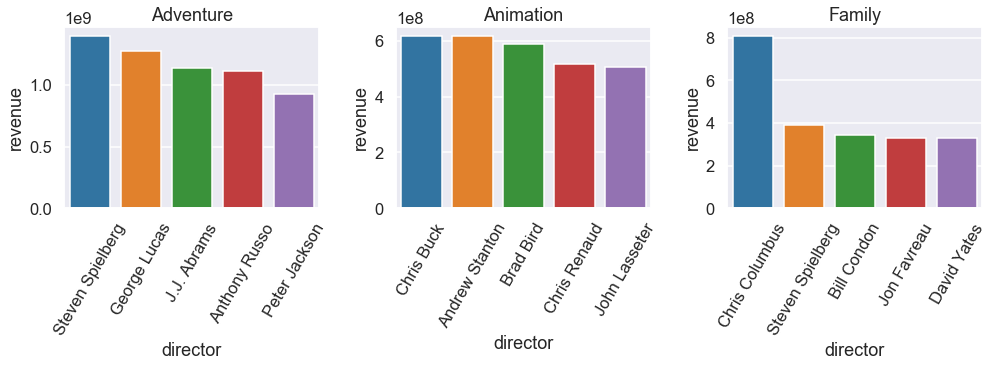 Adventure
1e9
revenue
1.0
0.5
0.0
Steven Spielberg
George Lucas
J.J. Abrams
Anthony Russo
Peter Jackson
director
Animation
1e8
revenue
6
4
2
0
Chris Buck
Andrew Stanton
Brad Bird
Chris Renaud
John Lasseter
director
Family
1e8
revenue
8
6
4
2
0
Chris Columbus
Steven Spielberg
Bill Condon
Jon Favreau
David Yates
director